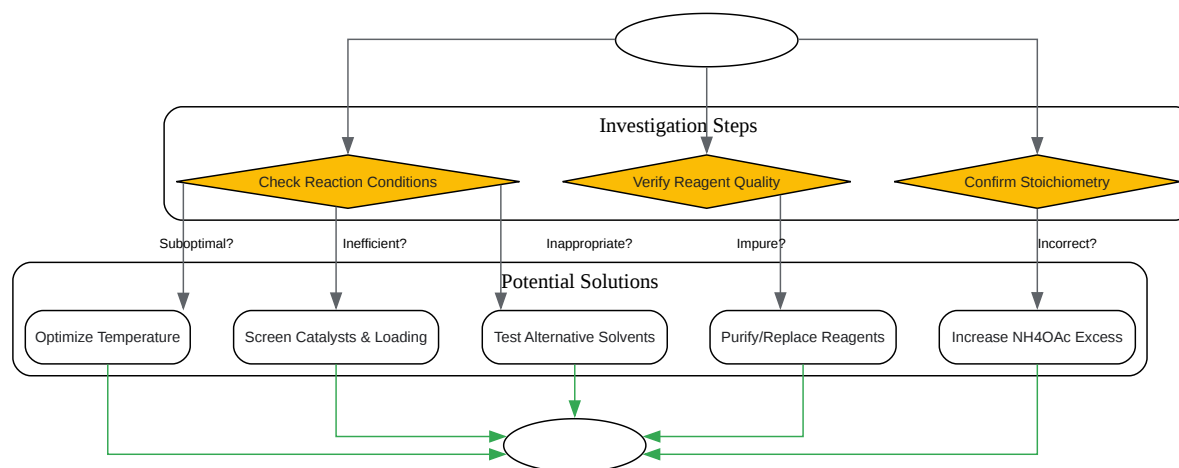 Investigation Steps
Check Reaction Conditions
Verify Reagent Quality
Confirm Stoichiometry
Suboptimal?
Inefficient?
Inappropriate?
Impure?
Incorrect?
Potential Solutions
Optimize Temperature
Screen Catalysts & Loading
Test Alternative Solvents
Purify/Replace Reagents
Increase NH4OAc Excess